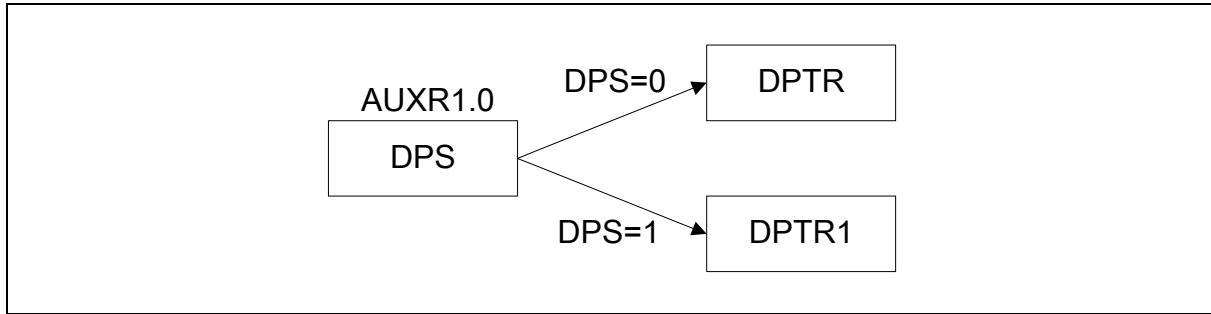 DPS=0
DPTR
AUXR1.0
DPS
DPS=1
DPTR1